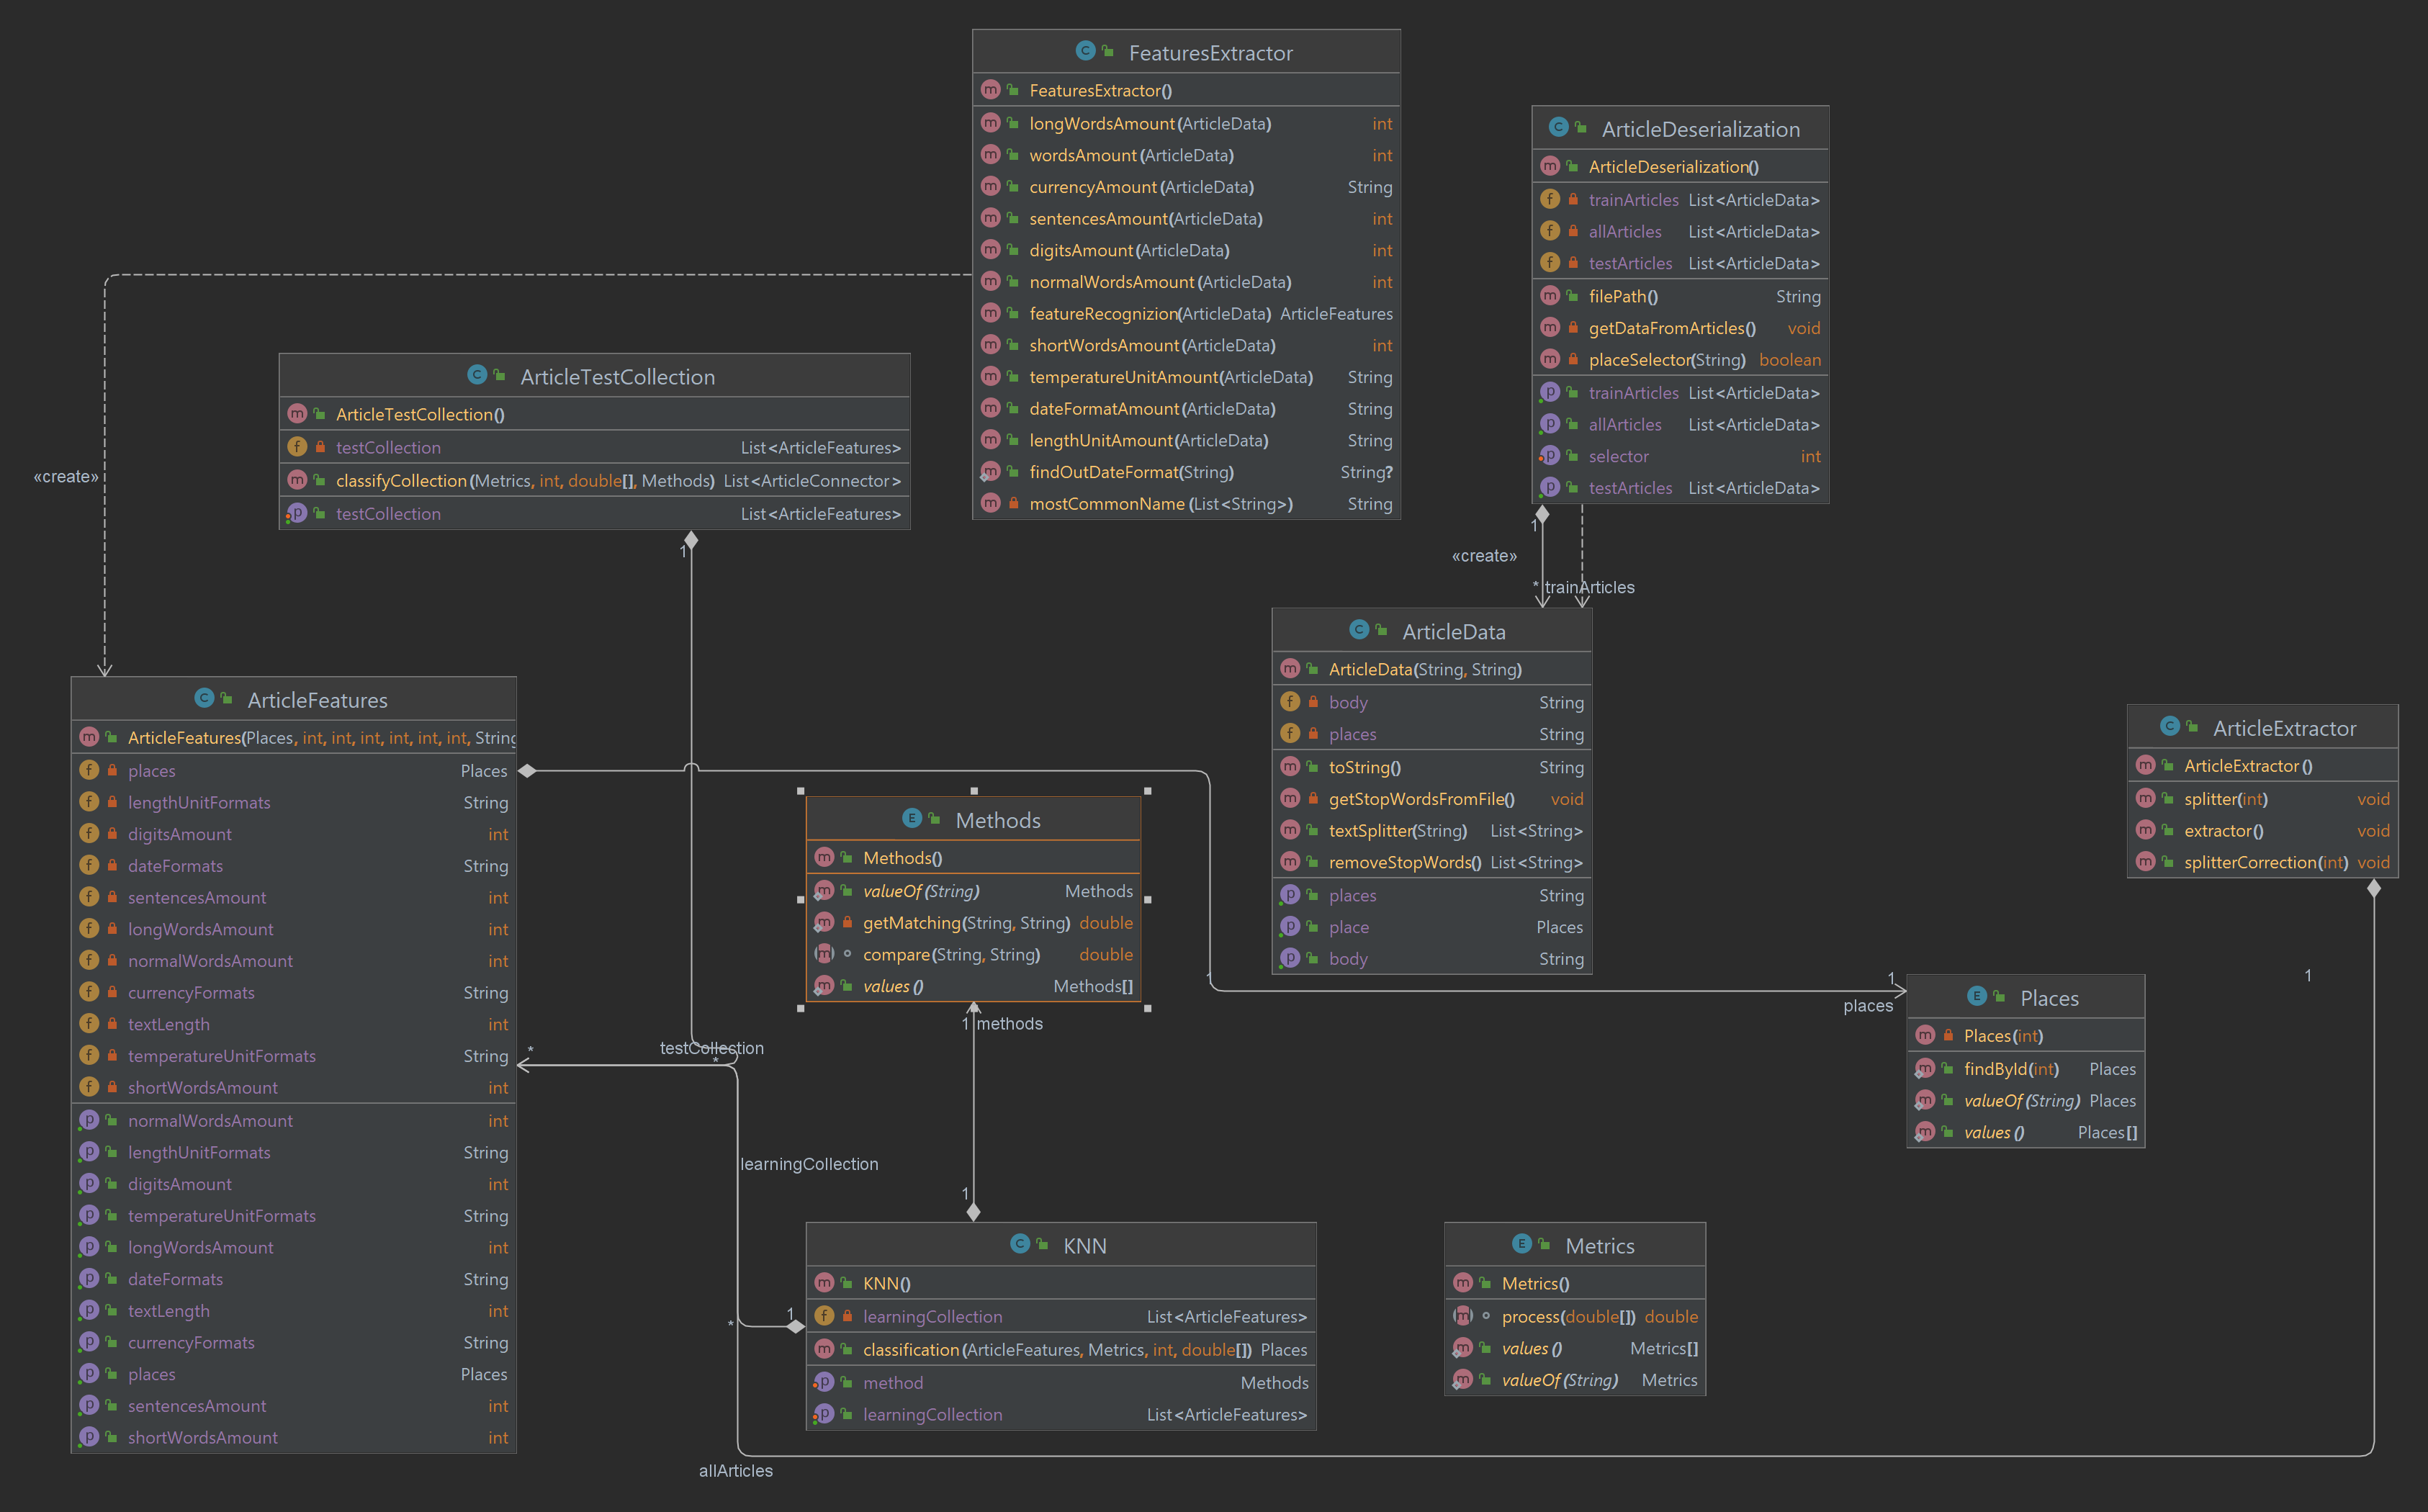 FeaturesExtractor
FeaturesExtractor()
longWordsAmount(ArticleData) int
wordsAmount(ArticleData) int
currencyAmount(ArticleData) String
sentencesAmount(ArticleData) int
digitsAmount(ArticleData) int
normalWordsAmount(ArticleData) int
featureRecognizion(ArticleData) ArticleFeatures
shortWordsAmount(ArticleData) int
temperatureUnitAmount(ArticleData) String
dateFormatAmount(ArticleData) String
lengthUnitAmount(ArticleData) String
findOutDateFormat(String) String?
mostCommonName(List<String>) String
ArticleDeserialization
ArticleDeserialization()
trainArticles List<ArticleData>
allArticles List<ArticleData>
testArticles List<ArticleData>
filePath() String
getDataFromArticles() void
placeSelector(String) boolean
trainArticles List<ArticleData>
allArticles List<ArticleData>
selector int
testArticles List<ArticleData>
ArticleTestCollection
ArticleTestCollection()
testCollection List<ArticleFeatures>
classifyCollection(Metrics, int, double[], Methods) List<ArticleConnector>
testCollection List<ArticleFeatures>
«create»
1
1
«create»
* trainArticles
ArticleData
ArticleData(String, String)
body String
places String
toString() String
getStopWordsFromFile() void
textSplitter(String) List<String>
removeStopWords() List<String>
places String
place Places
body String
ArticleFeatures
ArticleFeatures(Places, int, int, int, int, int, int, String
places Places
lengthUnitFormats String
digitsAmount int
dateFormats String
sentencesAmount int
longWordsAmount int
normalWordsAmount int
currencyFormats String
textLength int
temperatureUnitFormats String
shortWordsAmount int
normalWordsAmount int
lengthUnitFormats String
digitsAmount int
temperatureUnitFormats String
longWordsAmount int
dateFormats String
textLength int
currencyFormats String
places Places
sentencesAmount int
shortWordsAmount int
ArticleExtractor
ArticleExtractor()
splitter(int) void
extractor() void
splitterCorrection(int) void
Methods
Methods()
valueOf(String) Methods
getMatching(String, String) double
compare(String, String) double
values() Methods[]
1
1
1
places
Places
Places(int)
findById(int) Places
valueOf(String) Places
values() Places[]
1 methods
*
testCollection
*
learningCollection
1
1
*
KNN
KNN()
learningCollection List<ArticleFeatures>
classification(ArticleFeatures, Metrics, int, double[]) Places
method Methods
learningCollection List<ArticleFeatures>
Metrics
Metrics()
process(double[]) double
values() Metrics[]
valueOf(String) Metrics
allArticles